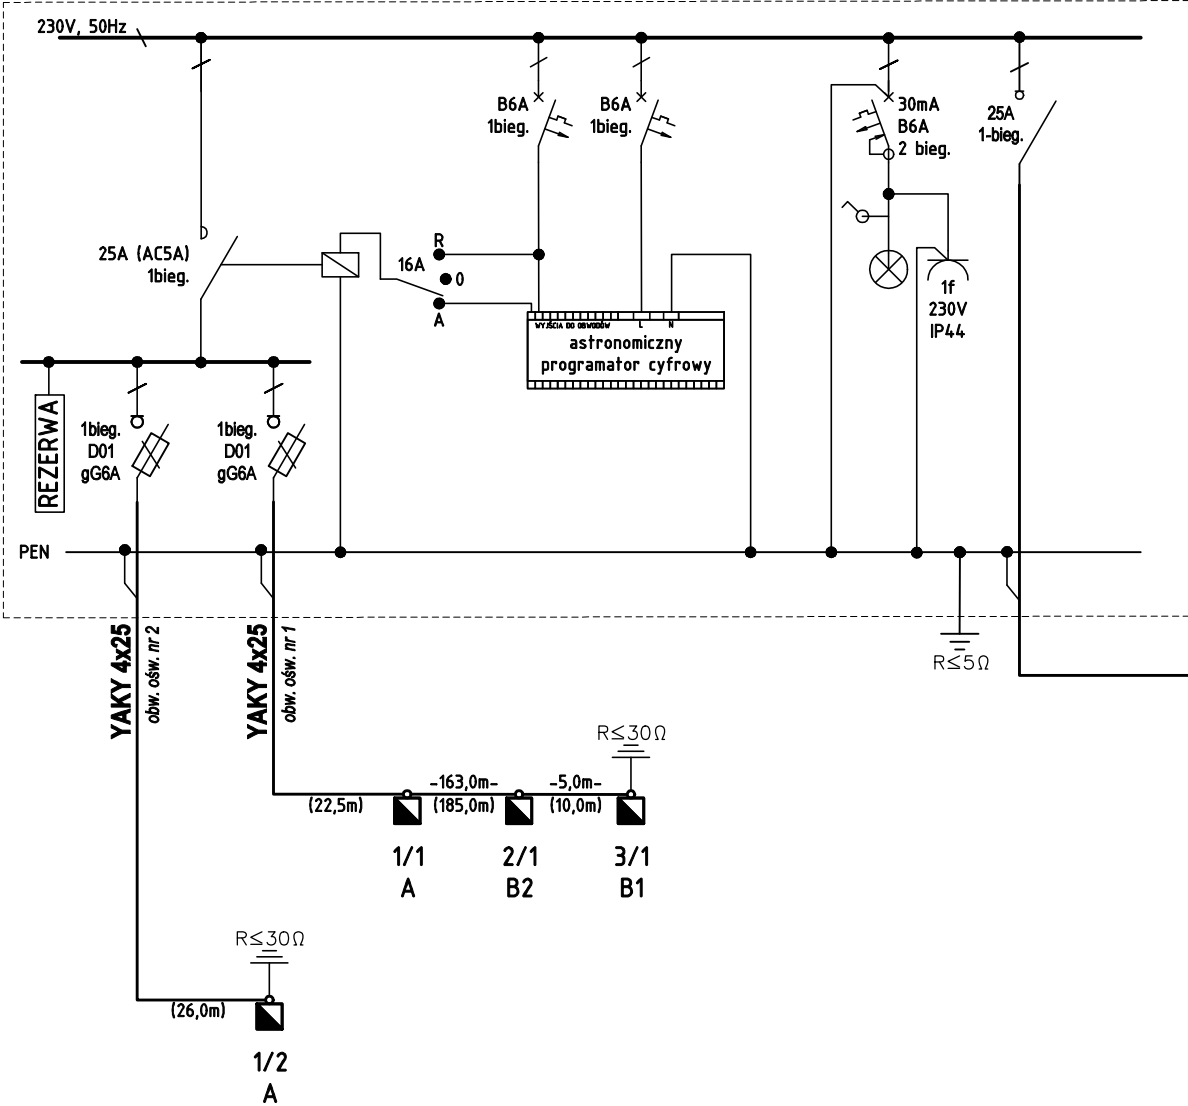 230V, 50Hz
B6A
1bieg.
B6A
1bieg.
30mA
B6A
2 bieg.
25A
1-bieg.
25A (AC5A)
1bieg.
16A
R
0
A
WYJŚCIA DO OBWODÓW
L
N
astronomiczny
programator cyfrowy
1f
230V
IP44
REZERWA
1bieg.
D01
gG6A
1bieg.
D01
gG6A
PEN
YAKY 4x25
obw. ośw. nr 2
YAKY 4x25
obw. ośw. nr 1
R≤5Ω
R≤30Ω
-163,0m-
-5,0m-
(22,5m)
(185,0m)
(10,0m)
1/1
A
2/1
B2
3/1
B1
R≤30Ω
(26,0m)
1/2
A